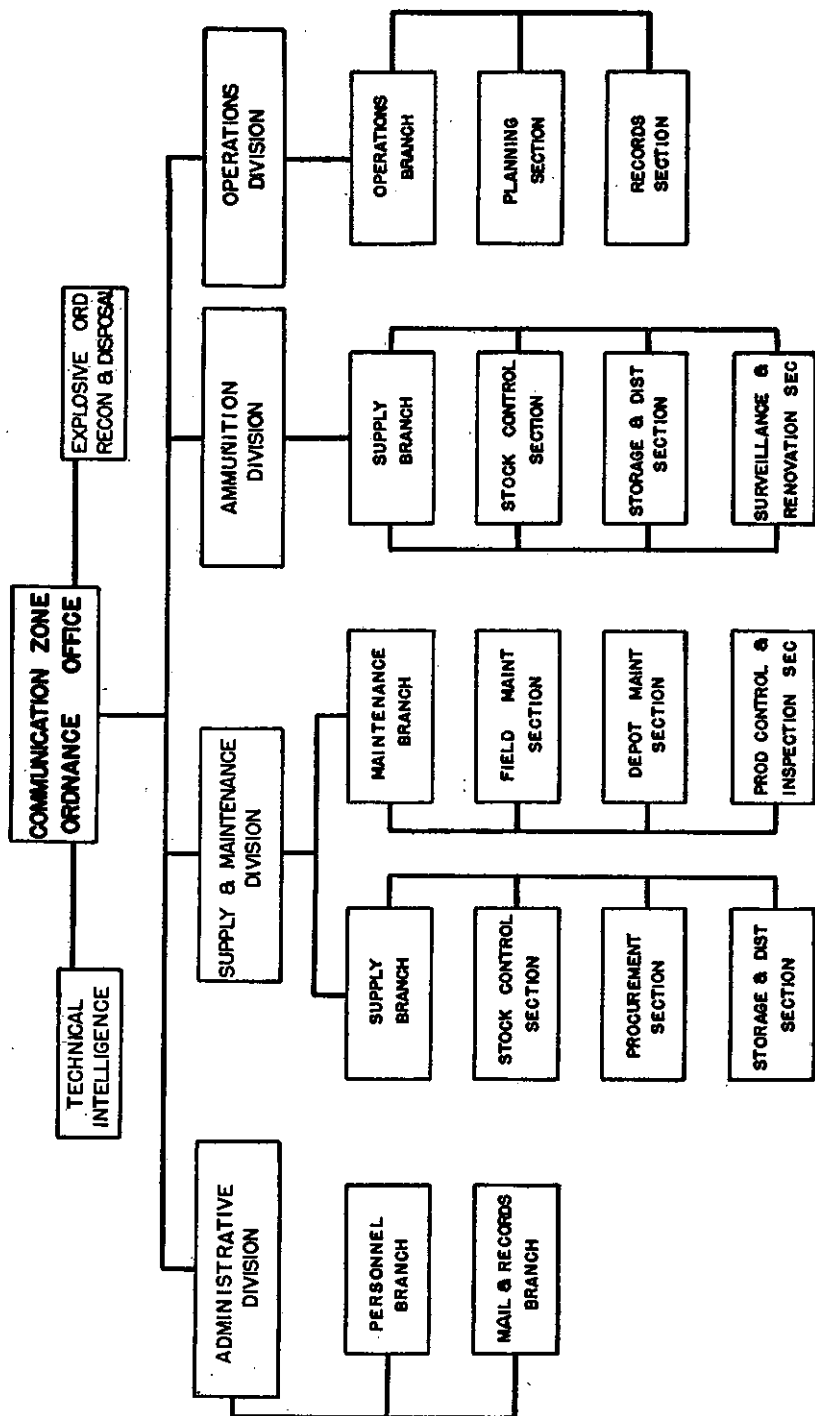 COMMUNICATION ZONE
ORDNANCE OFFICE
TECHNICAL
INTELLIGENCE
EXPLOSIVE ORD
RECON & DISPOSAL
ADMINISTRATIVE
DIVISION
PERSONNEL
BRANCH
MAIL & RECORDS
BRANCH
SUPPLY & MAINTENANCE
DIVISION
SUPPLY
BRANCH
STOCK CONTROL
SECTION
PROCUREMENT
SECTION
STORAGE & DIST
SECTION
MAINTENANCE
BRANCH
FIELD MAINT
SECTION
DEPOT MAINT
SECTION
PROD CONTROL &
INSPECTION SEC
AMMUNITION
DIVISION
SUPPLY
BRANCH
STOCK CONTROL
SECTION
STORAGE & DIST
SECTION
SURVEILLANCE &
RENOVATION SEC
OPERATIONS
DIVISION
OPERATIONS
BRANCH
PLANNING
SECTION
RECORDS
SECTION